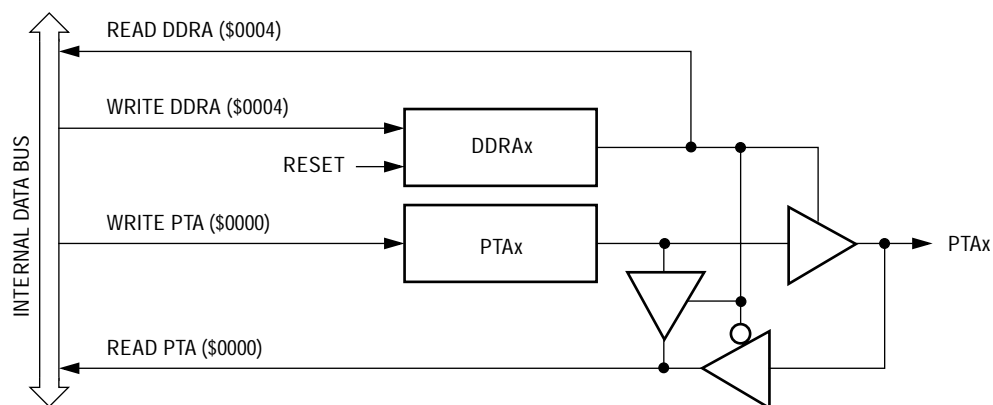 READ DDRA ($0004)
WRITE DDRA ($0004)
DDRAx
RESET
INTERNAL DATA BUS
WRITE PTA ($0000)
PTAx
PTAx
READ PTA ($0000)